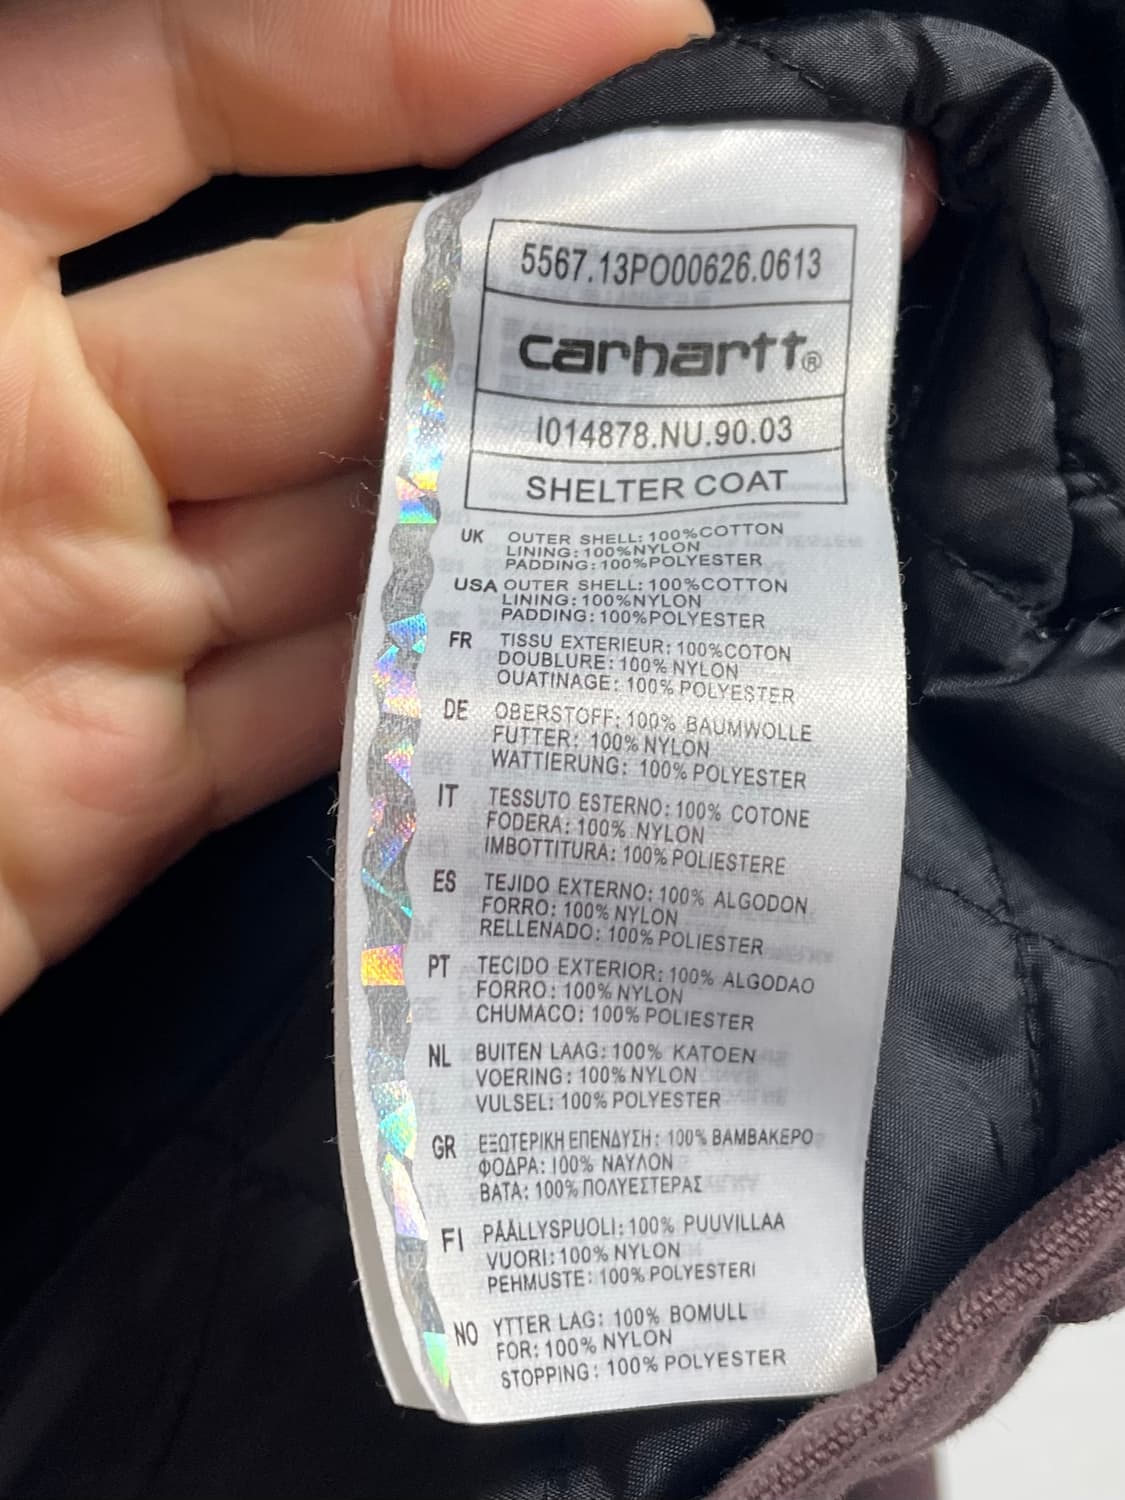 5567.13PO00626.0613
carhartt®
I014878.NU.90.03
SHELTER COAT
UK OUTER SHELL: 100%COTTON
LINING: 100%NYLON
PADDING: 100%POLYESTER
USA OUTER SHELL: 100%COTTON
LINING: 100%NYLON
PADDING: 100%POLYESTER
FR TISSU EXTERIEUR: 100%COTON
DOUBLURE: 100% NYLON
OUATINAGE: 100% POLYESTER
DE OBERSTOFF: 100% BAUMWOLLE
FUTTER: 100% NYLON
WATTIERUNG: 100% POLYESTER
IT TESSUTO ESTERNO: 100% COTONE
FODERA: 100% NYLON
IMBOTTITURA: 100% POLIESTERE
ES TEJIDO EXTERNO: 100% ALGODON
FORRO: 100% NYLON
RELLENADO: 100% POLIESTER
PT TECIDO EXTERIOR: 100% ALGODAO
FORRO: 100% NYLON
CHUMACO: 100% POLIESTER
NL BUITEN LAAG: 100% KATOEN
VOERING: 100% NYLON
VULSEL: 100% POLYESTER
GR ΕΞΩΤΕΡΙΚΗ ΕΠΕΝΔΥΣΗ: 100% ΒΑΜΒΑΚΕΡΟ
ΦΟΔΡΑ: 100% ΝΑΥΛΟΝ
ΒΑΤΑ: 100% ΠΟΛΥΕΣΤΕΡΑΣ
FI PÅÄLLYSPUOLI: 100% PUUVILLAA
VUORI: 100% NYLON
PEHMUSTE: 100% POLYESTERI
NO YTTER LAG: 100% BOMULL
FOR: 100% NYLON
STOPPING: 100% POLYESTER